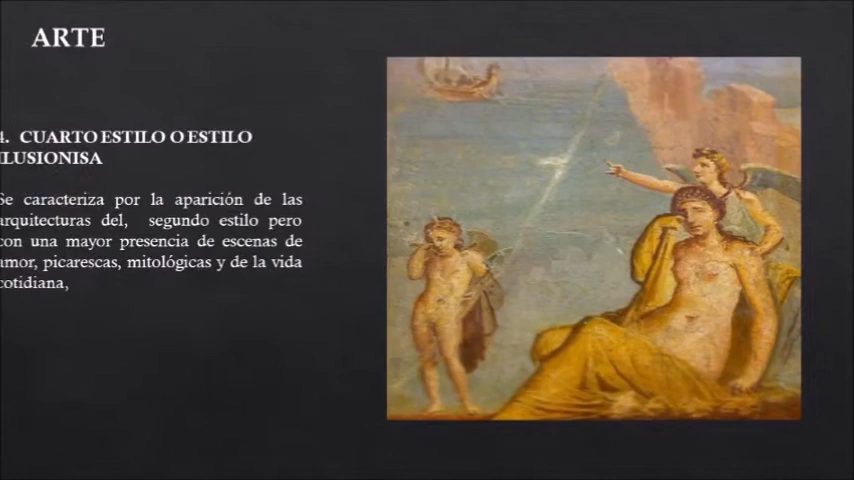 ARTE
4. CUARTO ESTILO O ESTILO
ILUSIONISA
Se caracteriza por la aparición de las
arquitecturas del, segundo estilo pero
con una mayor presencia de escenas de
amor, picarescas, mitológicas y de la vida
cotidiana,